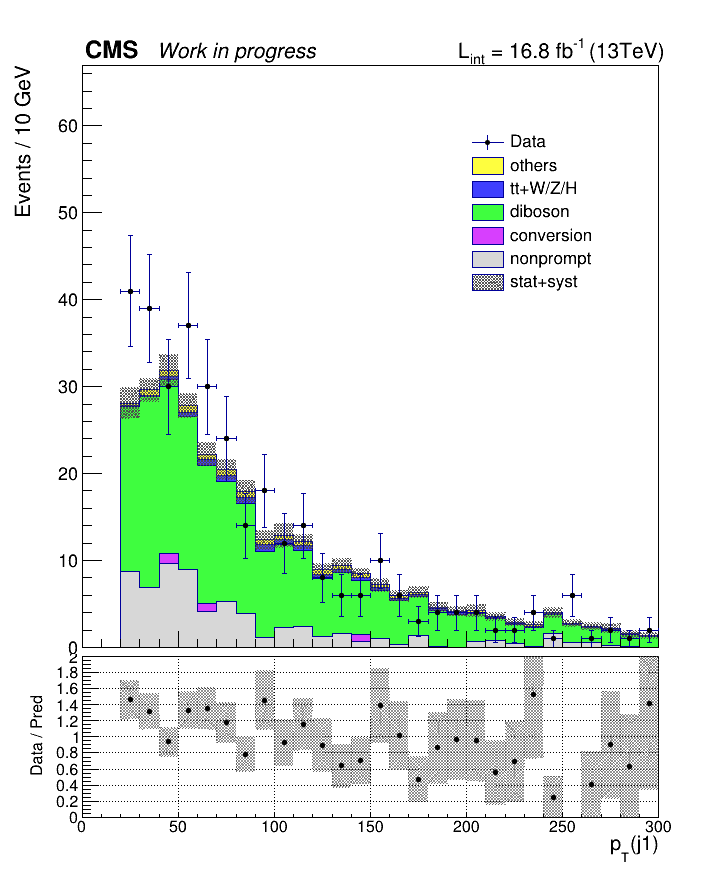 CMS Work in progress L_int = 16.8 fb^-1 (13TeV)
Events / 10 GeV
60
50
40
30
20
10
0
Data
others
tt+W/Z/H
diboson
conversion
nonprompt
stat+syst
Data / Pred
2
1.8
1.6
1.4
1.2
1
0.8
0.6
0.4
0.2
0
0 50 100 150 200 250 300
p_T(j1)